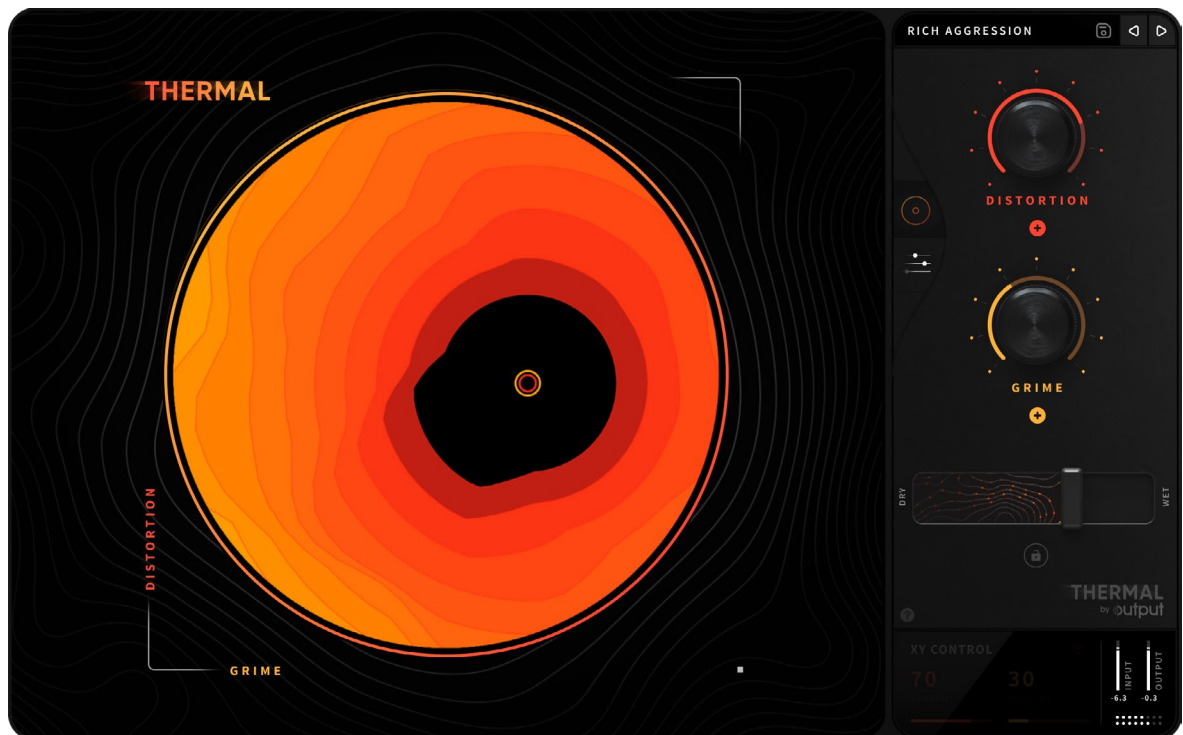 RICH AGGRESSION
THERMAL
DISTORTION
GRIME
DISTORTION
GRIME
DRY
WET
THERMAL
by output
?
XY CONTROL
70
30
INPUT
OUTPUT
-6.3
-0.3